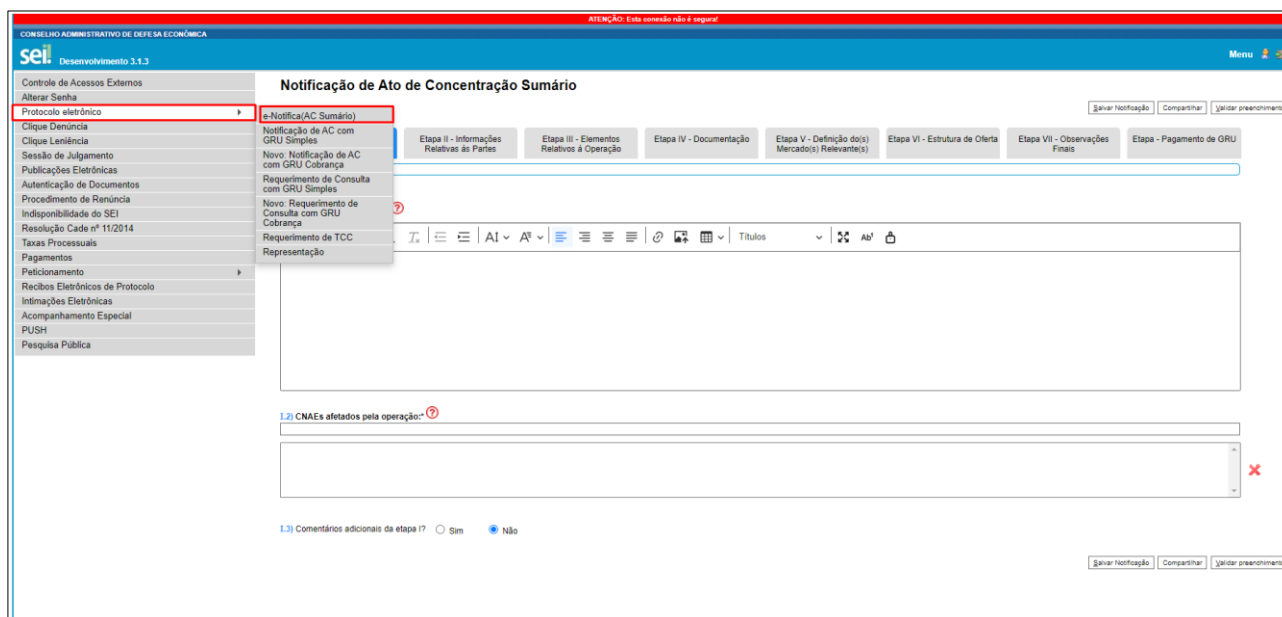 ATENÇÃO: Esta conexão não é segura!
CONSELHO ADMINISTRATIVO DE DEFESA ECONÔMICA
sei! Desenvolvimento 3.1.3
Menu
Controle de Acessos Externos
Alterar Senha
Protocolo eletrônico
Clique Denúncia
Clique Leniência
Sessão de Julgamento
Publicações Eletrônicas
Autenticação de Documentos
Procedimento de Renúncia
Indisponibilidade do SEI
Resolução Cade nº 11/2014
Taxas Processuais
Pagamentos
Peticionamento
Recibos Eletrônicos de Protocolo
Intimações Eletrônicas
Acompanhamento Especial
PUSH
Pesquisa Pública
e-Notifica(AC Sumário)
Notificação de AC com
GRU Simples
Novo: Notificação de AC
com GRU Cobrança
Requerimento de Consulta
com GRU Simples
Novo: Requerimento de
Consulta com GRU
Cobrança
Requerimento de TCC
Representação
Notificação de Ato de Concentração Sumário
Salvar Notificação Compartilhar Validar preenchiment
Etapa II - Informações
Relativas ás Partes
Etapa III - Elementos
Relativos á Operação
Etapa IV - Documentação
Etapa V - Definição do(s)
Mercado(s) Relevante(s)
Etapa VI - Estrutura de Oferta
Etapa VII - Observações
Finais
Etapa - Pagamento de GRU
Títulos
I.2) CNAEs afetados pela operação:*
I.3) Comentários adicionais da etapa I? Sim Não
Salvar Notificação Compartilhar Validar preenchiment